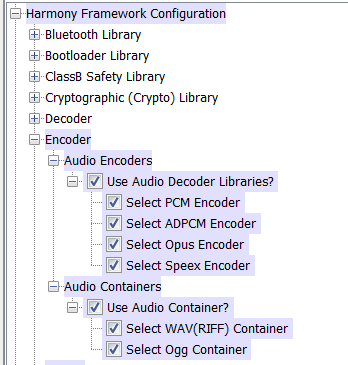 Harmony Framework Configuration
Bluetooth Library
Bootloader Library
ClassB Safety Library
Cryptographic (Crypto) Library
Decoder
Encoder
Audio Encoders
Use Audio Decoder Libraries?
Select PCM Encoder
Select ADPCM Encoder
Select Opus Encoder
Select Speex Encoder
Audio Containers
Use Audio Container?
Select WAV(RIFF) Container
Select Ogg Container